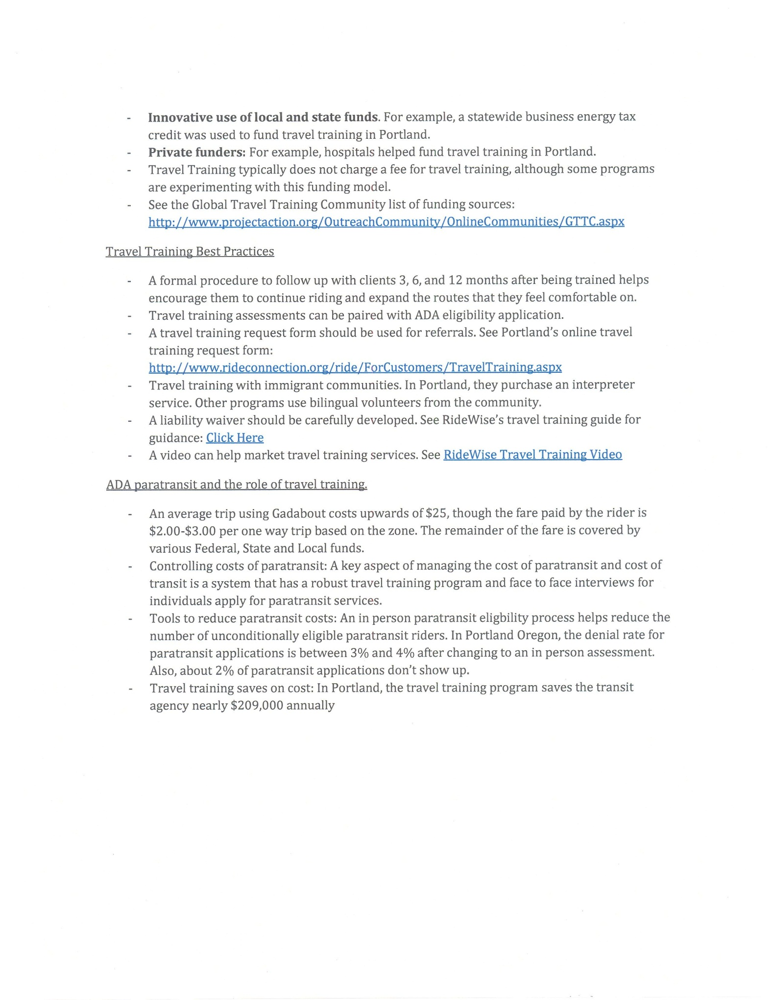 - Innovative use of local and state funds. For example, a statewide business energy tax
credit was used to fund travel training in Portland.
- Private funders: For example, hospitals helped fund travel training in Portland.
- Travel Training typically does not charge a fee for travel training, although some programs
are experimenting with this funding model.
- See the Global Travel Training Community list of funding sources:
http://www.projectaction.org/OutreachCommunity/OnlineCommunities/GTTC.aspx
Travel Training Best Practices
- A formal procedure to follow up with clients 3, 6, and 12 months after being trained helps
encourage them to continue riding and expand the routes that they feel comfortable on.
- Travel training assessments can be paired with ADA eligibility application.
- A travel training request form should be used for referrals. See Portland's online travel
training request form:
http://www.rideconnection.org/ride/ForCustomers/TravelTraining.aspx
- Travel training with immigrant communities. In Portland, they purchase an interpreter
service. Other programs use bilingual volunteers from the community.
- A liability waiver should be carefully developed. See RideWise's travel training guide for
guidance: Click Here
- A video can help market travel training services. See RideWise Travel Training Video
ADA paratransit and the role of travel training.
- An average trip using Gadabout costs upwards of $25, though the fare paid by the rider is
$2.00-$3.00 per one way trip based on the zone. The remainder of the fare is covered by
various Federal, State and Local funds.
- Controlling costs of paratransit: A key aspect of managing the cost of paratransit and cost of
transit is a system that has a robust travel training program and face to face interviews for
individuals apply for paratransit services.
- Tools to reduce paratransit costs: An in person paratransit eligbility process helps reduce the
number of unconditionally eligible paratransit riders. In Portland Oregon, the denial rate for
paratransit applications is between 3% and 4% after changing to an in person assessment.
Also, about 2% of paratransit applications don't show up.
- Travel training saves on cost: In Portland, the travel training program saves the transit
agency nearly $209,000 annually